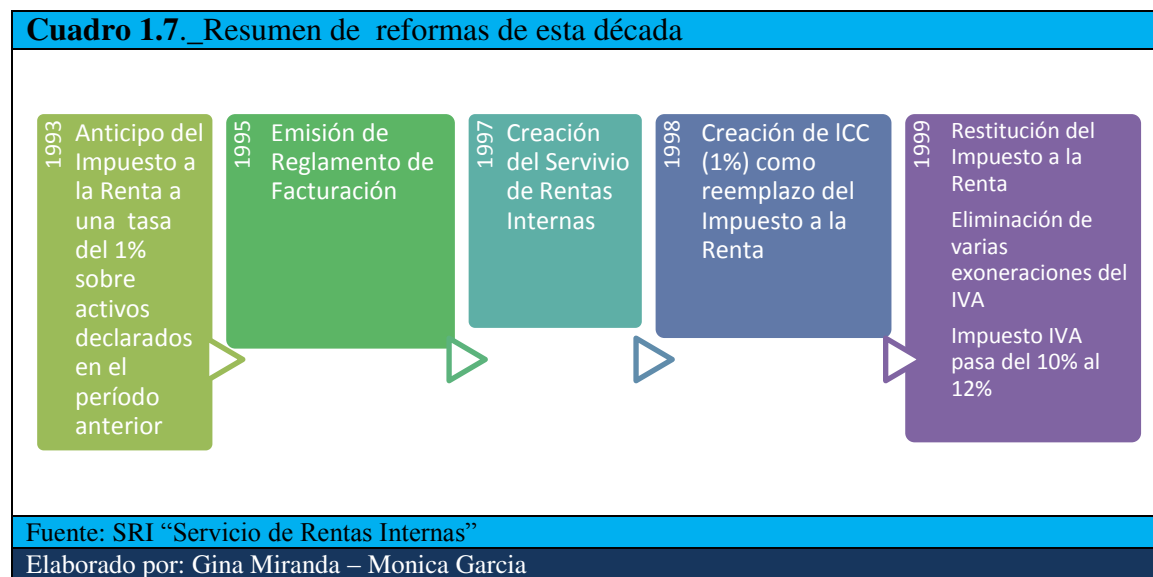 Cuadro 1.7._Resumen de reformas de esta década
1993
Anticipo del
Impuesto a
la Renta a
una tasa
del 1%
sobre
activos
declarados
en el
período
anterior
1995
Emisión de
Reglamento de
Facturación
1997
Creación
del Servivio
de Rentas
Internas
1998
Creación de lCC
(1%) como
reemplazo del
Impuesto a la
Renta
1999
Restitución del
Impuesto a la
Renta
Eliminación de
varias
exoneraciones del
IVA
Impuesto IVA
pasa del 10% al
12%
Fuente: SRI “Servicio de Rentas Internas”
Elaborado por: Gina Miranda – Monica Garcia